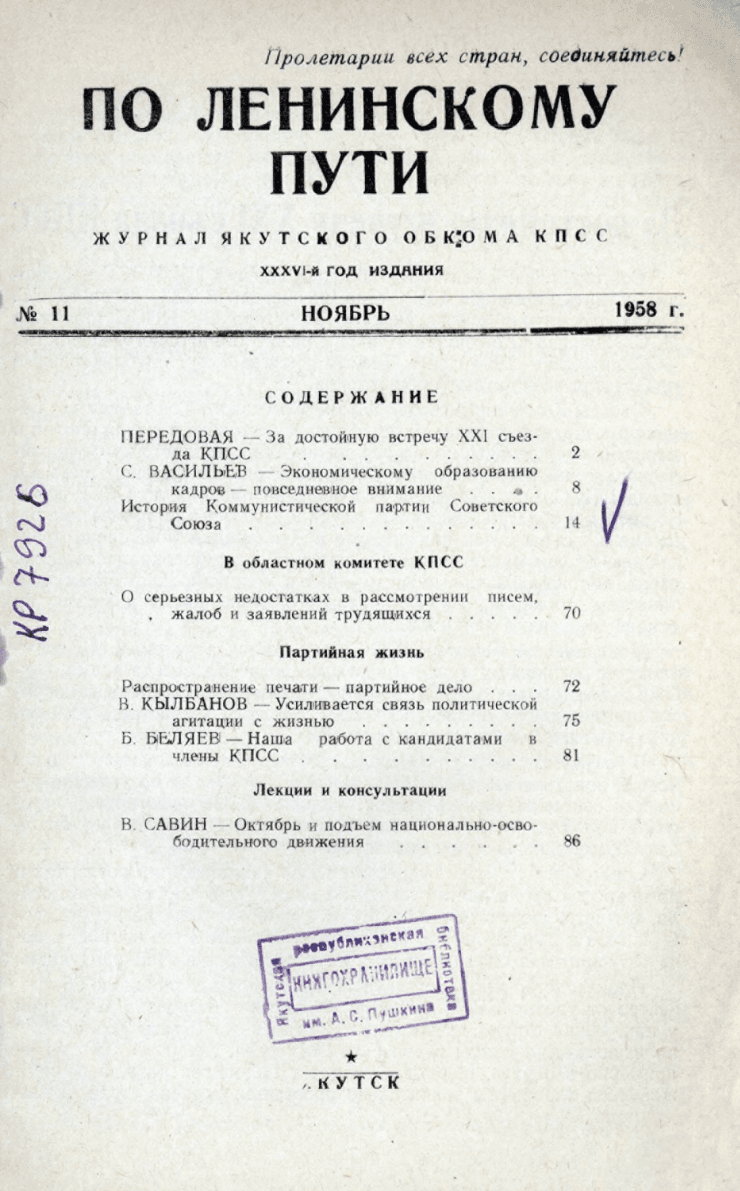 Пролетарии всех стран, соединяйтесь!
ПО ЛЕНИНСКОМУ
ПУТИ
ЖУРНАЛ ЯКУТСКОГО ОБКОМА КПСС
XXXVI-й ГОД ИЗДАНИЯ
№ 11 НОЯБРЬ 1958 г.
СОДЕРЖАНИЕ
ПЕРЕДОВАЯ — За достойную встречу XXI съез-
да КПСС . . . . . . . . . . 2
С. ВАСИЛЬЕВ — Экономическому образованию
кадров — повседневное внимание . . . . 8
История Коммунистической партии Советского
Союза . . . . . . . . . . . . . 14
В областном комитете КПСС
О серьезных недостатках в рассмотрении писем,
жалоб и заявлений трудящихся . . . . . 70
Партийная жизнь
Распространение печати — партийное дело . . . 72
В. КЫЛБАНОВ — Усиливается связь политической
агитации с жизнью . . . . . . . . . 75
Б. БЕЛЯЕВ — Наша работа с кандидатами в
члены КПСС . . . . . . . . . . 81
Лекции и консультации
В. САВИН — Октябрь и подъем национально-осво-
бодительного движения . . . . . . 86
КР7926
Якутская республиканская библиотека
КНИГОХРАНИЛИЩЕ
им. А. С. Пушкина
КУТСК